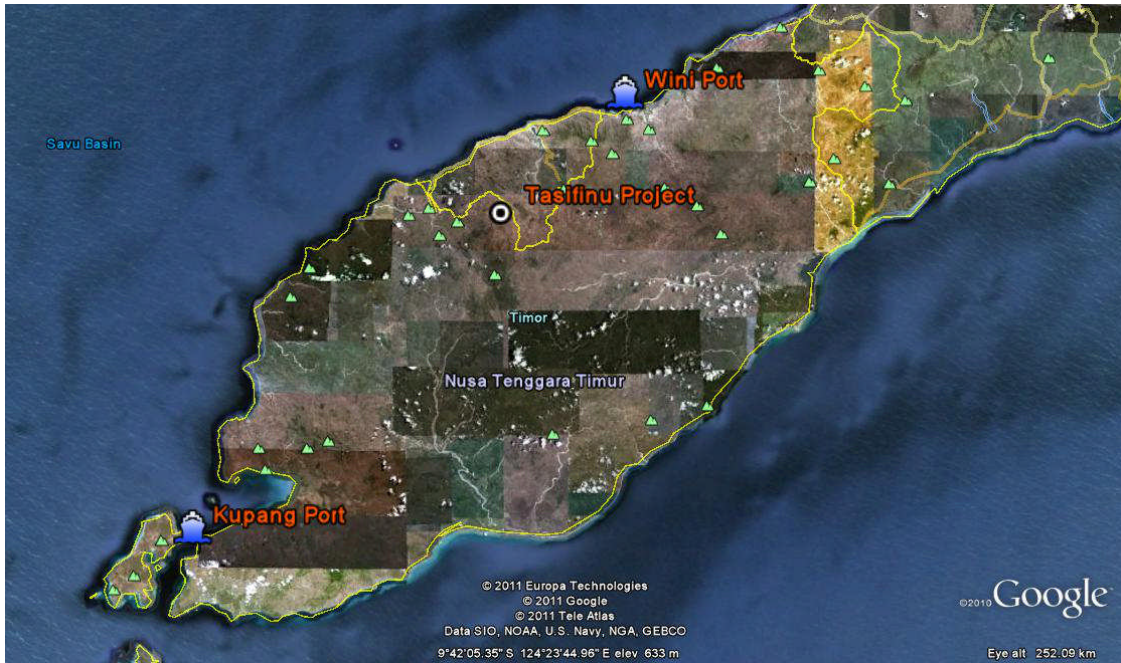 Wini Port
Savu Basin
Tasifinu Project
Timor
Nusa Tenggara Timur
Kupang Port
© 2011 Europa Technologies
© 2011 Google
© 2011 Tele Atlas
Data SIO, NOAA, U.S. Navy, NGA, GEBCO
©2010 Google™
9°42'05.35" S 124°23'44.96" E elev 633 m
Eye alt 252.09 km